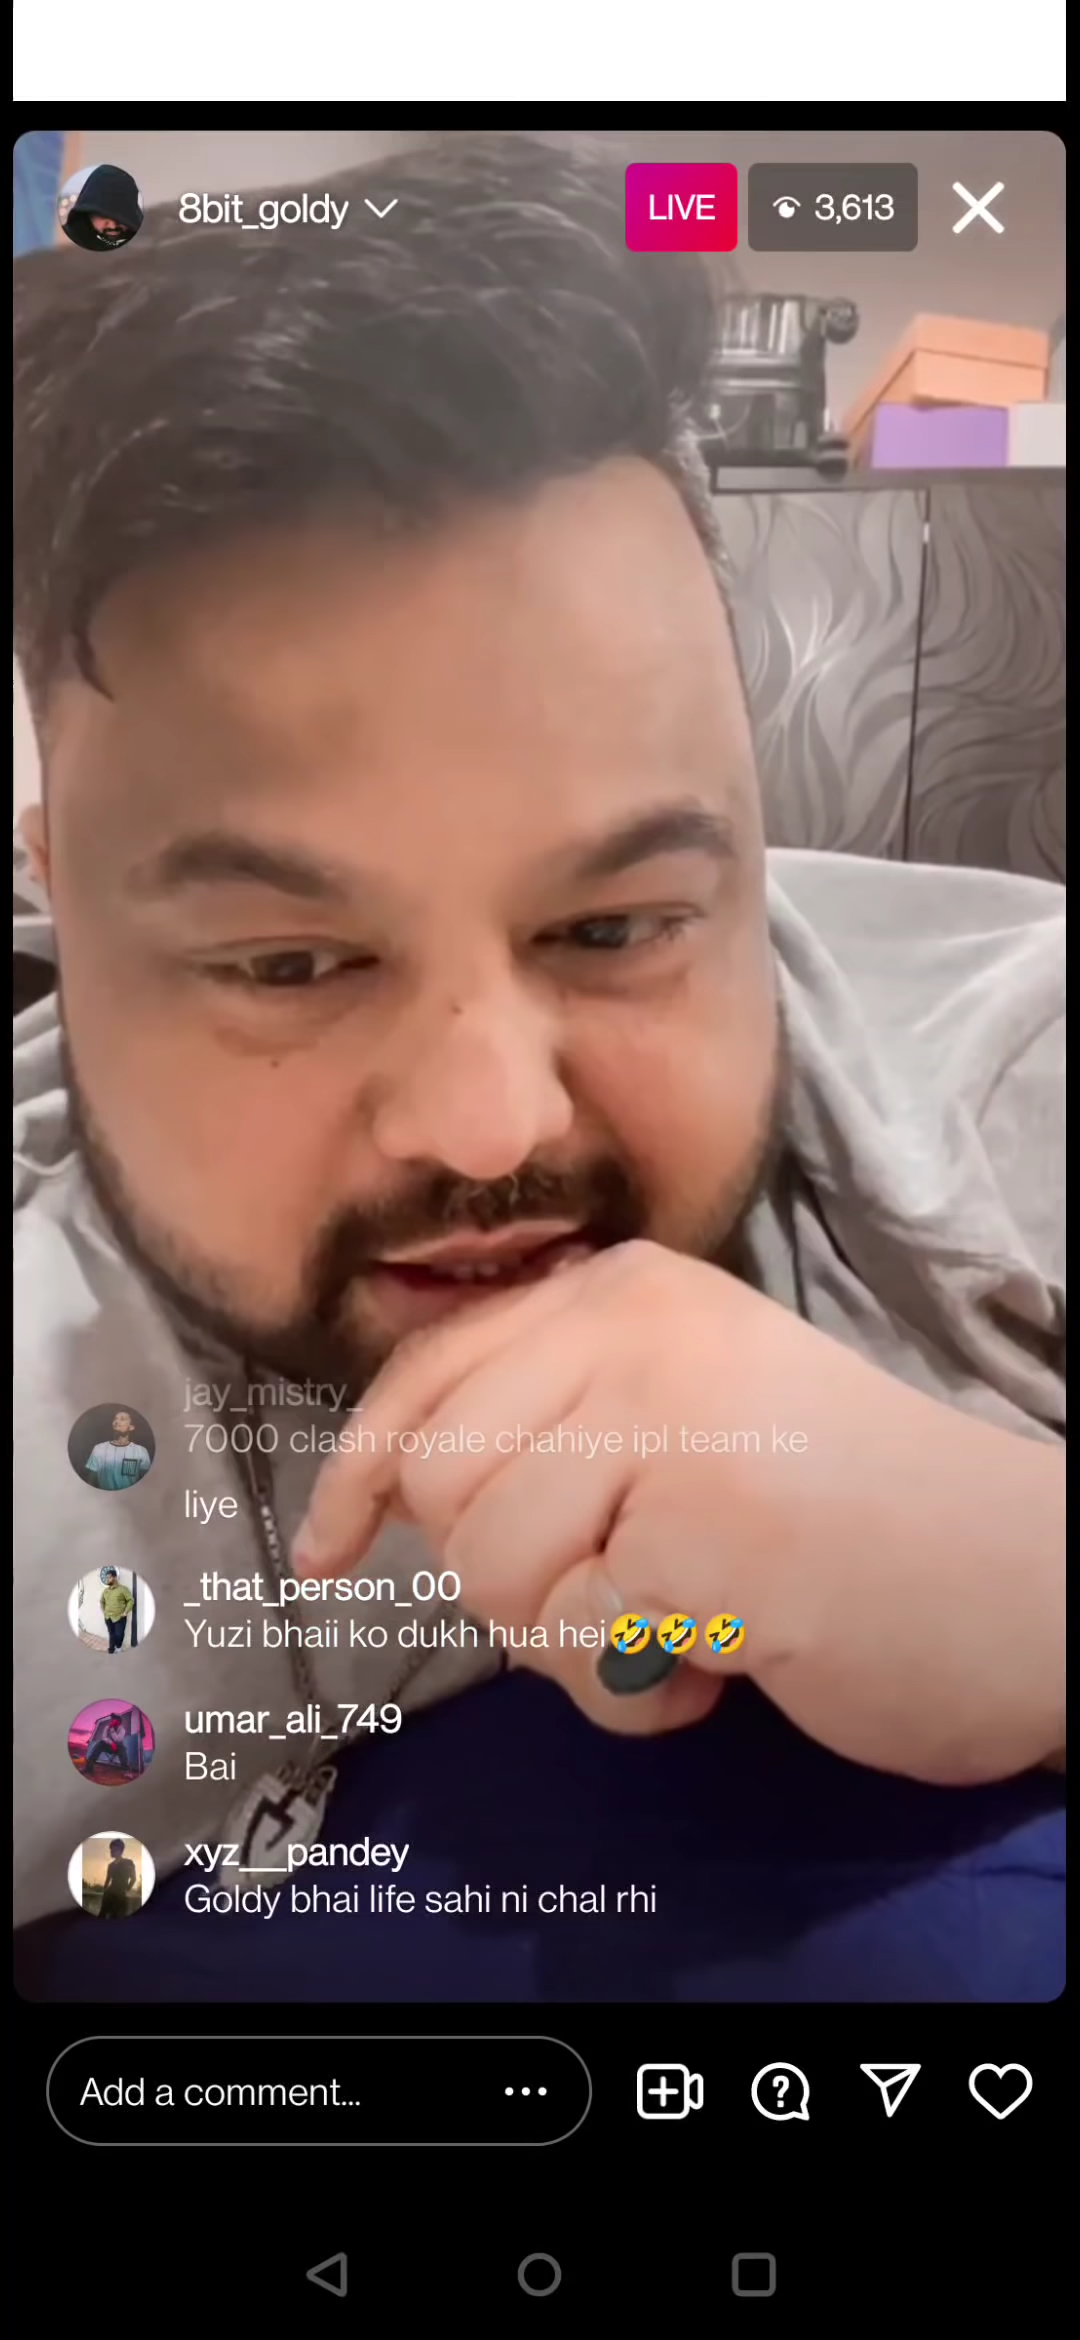 8bit_goldy
LIVE
3,613
jay_mistry_
7000 clash royale chahiye ipl team ke
liye
_that_person_00
Yuzi bhaii ko dukh hua hei🤣🤣🤣
umar_ali_749
Bai
xyz__pandey
Goldy bhai life sahi ni chal rhi
Add a comment...